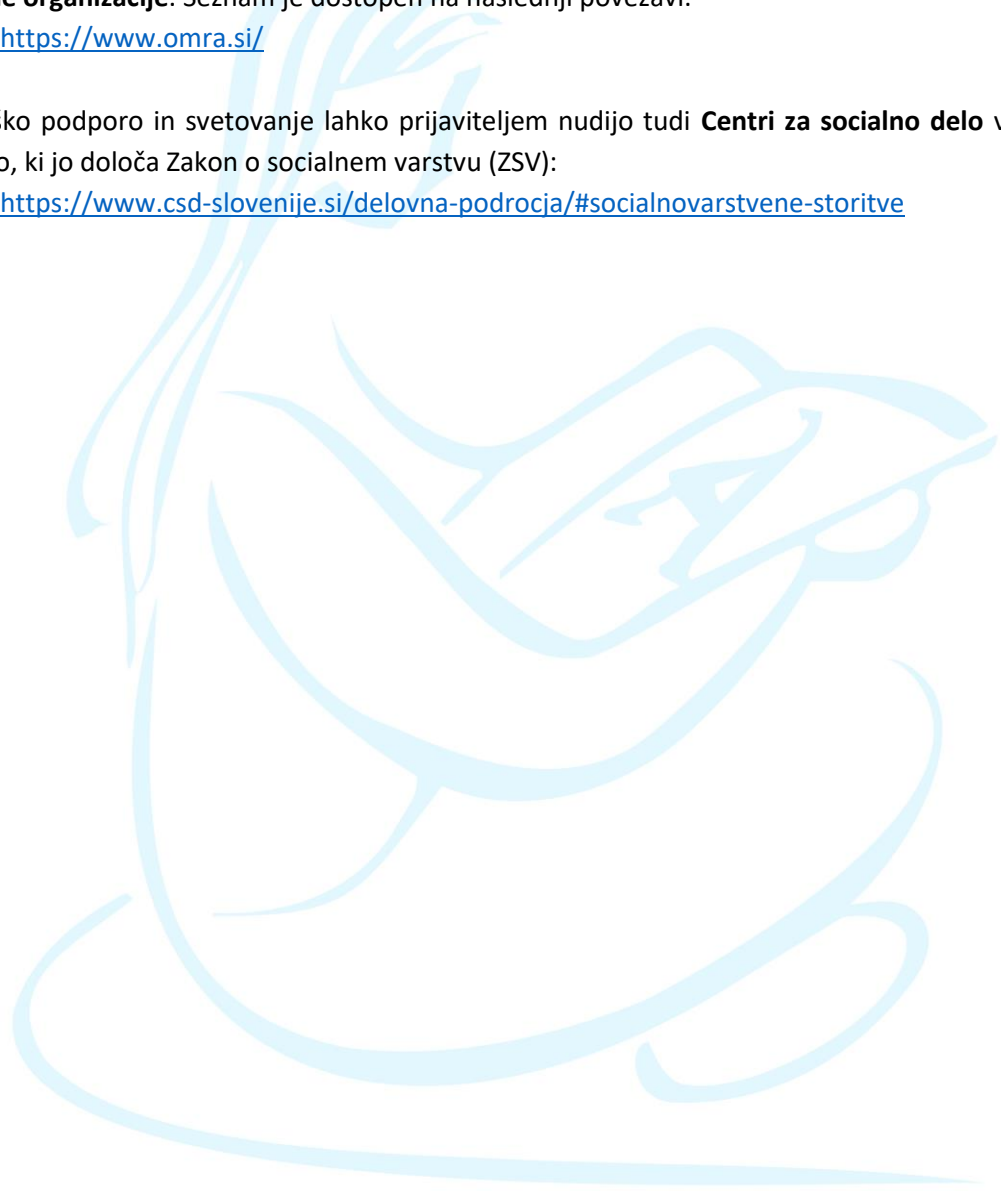 organizacije. Seznam je dostopen na naslednji povezavi:
https://www.omra.si/
podporo in svetovanje lahko prijaviteljem nudijo tudi Centri za socialno delo v
ki jo določa Zakon o socialnem varstvu (ZSV):
https://www.csd-slovenije.si/delovna-podrocja/#socialnovarstvene-storitve